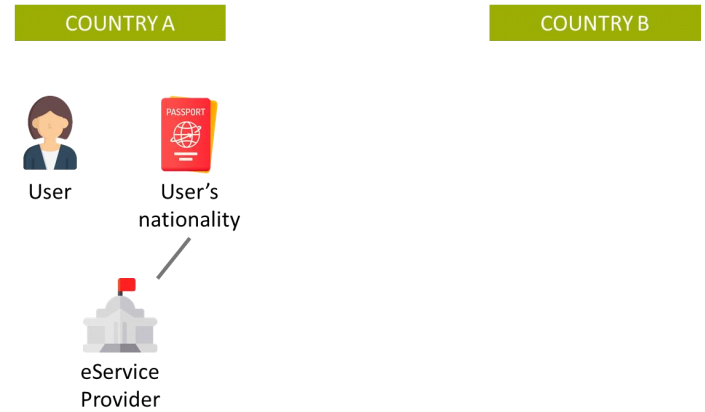 COUNTRY A
COUNTRY B
PASSPORT
User
User's
nationality
eService
Provider